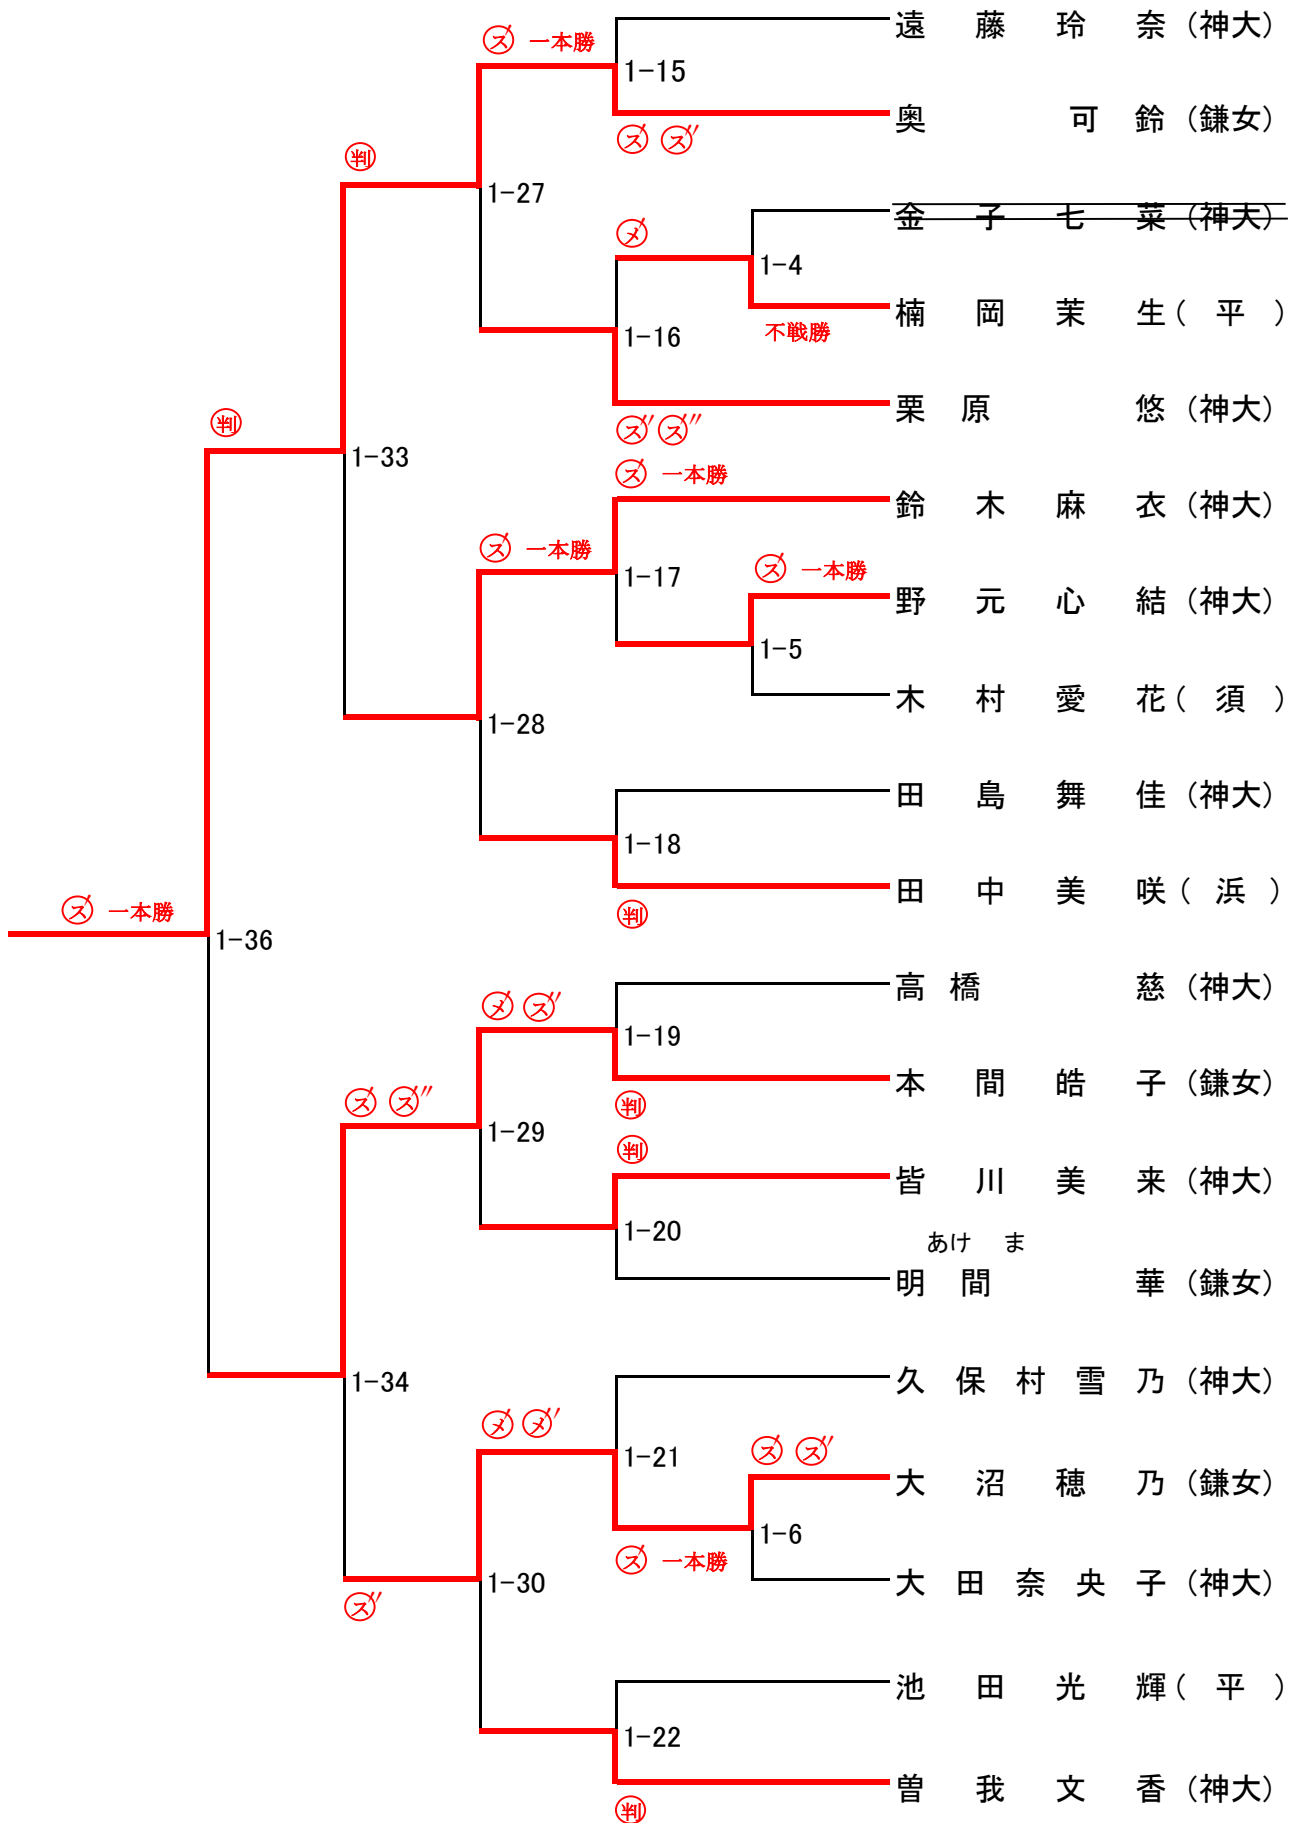 遠藤玲奈（神大）
㋜ 一本勝
1-15
奥可鈴（鎌女）
㋜ ㋜″
㊟判
1-27
金子七菜（神大）
㋱
1-4
楠岡茉生（平）
不戦勝
1-16
栗原悠（神大）
㋜″ ㋜″
判
1-33
㋜ 一本勝
鈴木麻衣（神大）
㋜ 一本勝
1-17
㋜ 一本勝
野元心結（神大）
1-5
木村愛花（須）
1-28
田島舞佳（神大）
1-18
田中美咲（浜）
判
㋜ 一本勝
1-36
高橋慈（神大）
㋱ ㋜″
1-19
本間皓子（鎌女）
㋜ ㋜″
判
1-29
判
皆川美来（神大）
1-20
あけ ま
明間華（鎌女）
1-34
久保村雪乃（神大）
㋱ ㋱′
1-21
㋜ ㋜″
大沼穂乃（鎌女）
1-6
㋜ 一本勝
大田奈央子（神大）
㋜″
1-30
池田光輝（平）
1-22
曽我文香（神大）
判